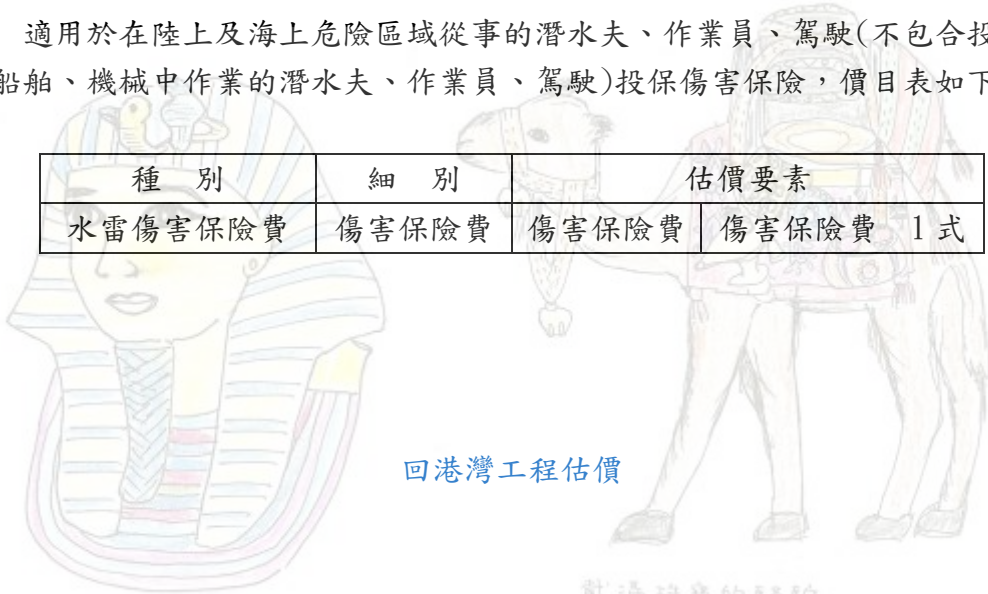 適用於在陸上及海上危險區域從事的潛水夫、作業員、駕駛(不包合投
船舶、機械中作業的潛水夫、作業員、駕駛)投保傷害保險，價目表如下
種 別 細 別 估價要素
水雷傷害保險費 傷害保險費 傷害保險費 傷害保險費 1式
回港灣工程估價